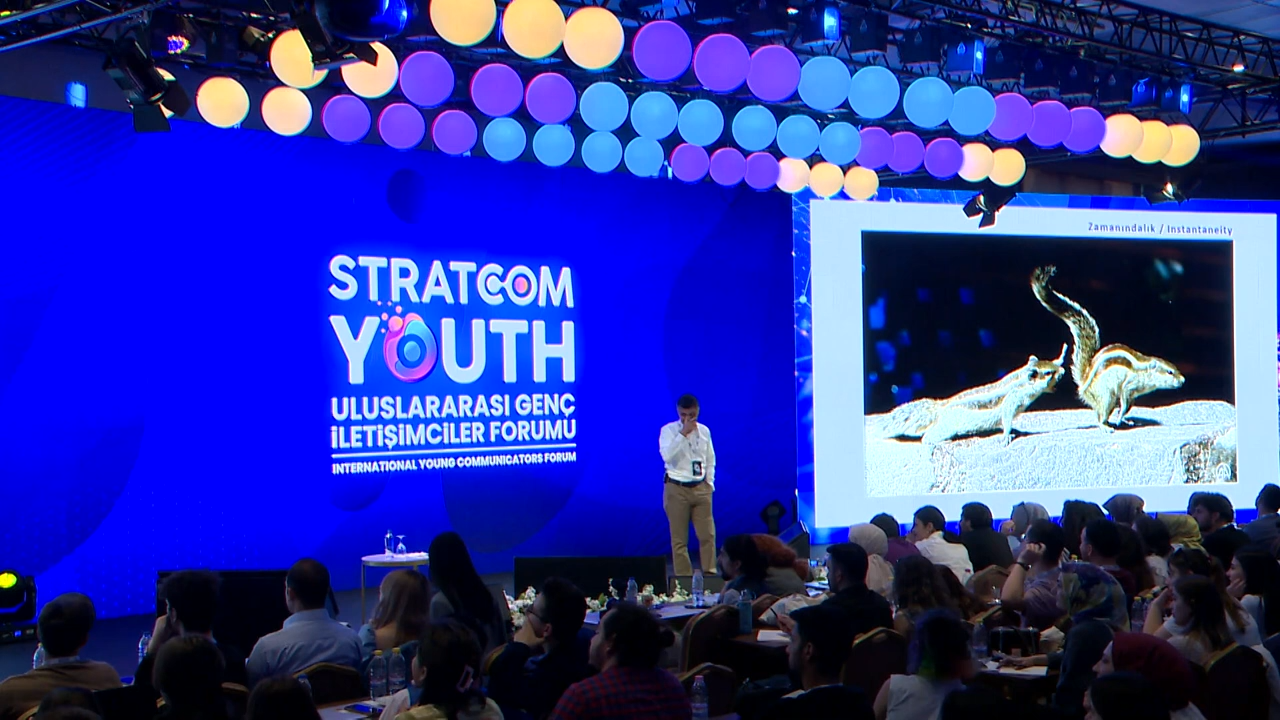 STRATCOM
YOUTH
ULUSLARARASI GENÇ
İLETİŞİMCİLER FORUMU
INTERNATIONAL YOUNG COMMUNICATORS FORUM
Zamanındalık / Instantaneity